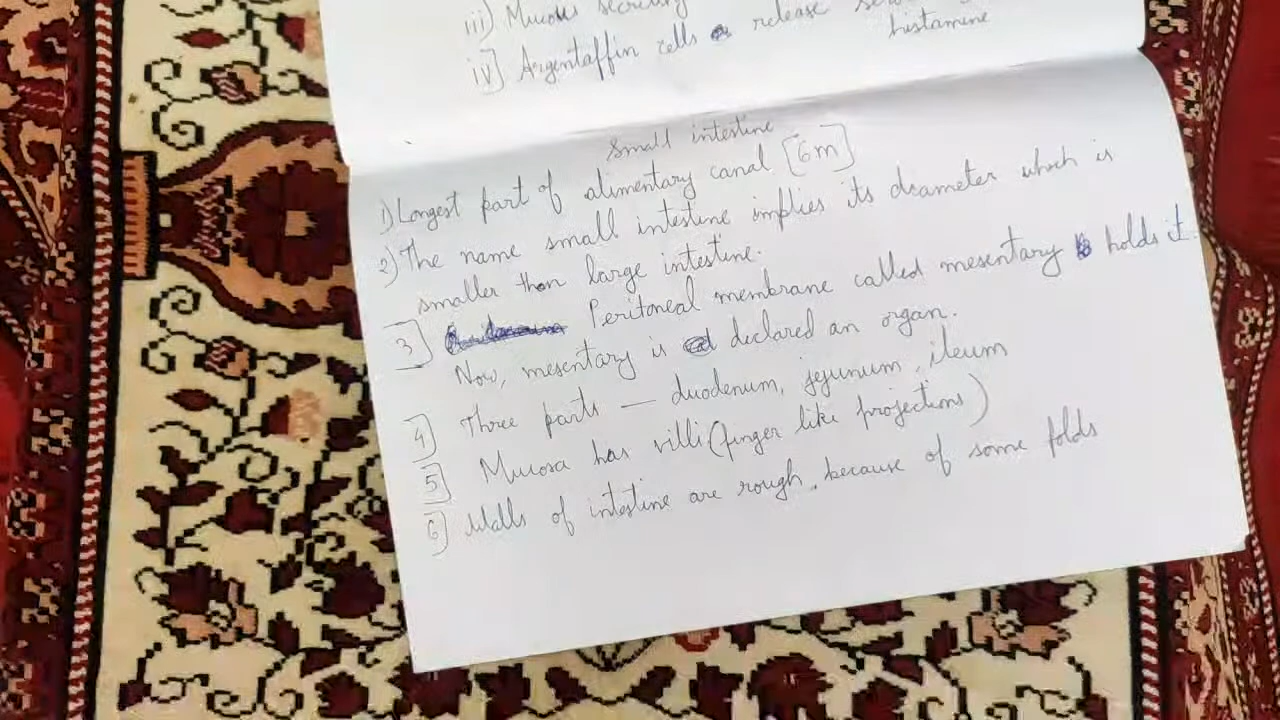 iii) Mucous
iv] Argentaffin cells release
histamine
Small intestine
1) Longest part of alimentary canal [6m]
2) The name small intestine implies its diameter which is
smaller than large intestine.
3] Peritoneal membrane called mesentary holds it.
Now, mesentary is declared an organ.
4] Three parts — duodenum, jejunum, ileum
5] Mucosa has villi (finger like projections)
6] Walls of intestine are rough, because of some folds